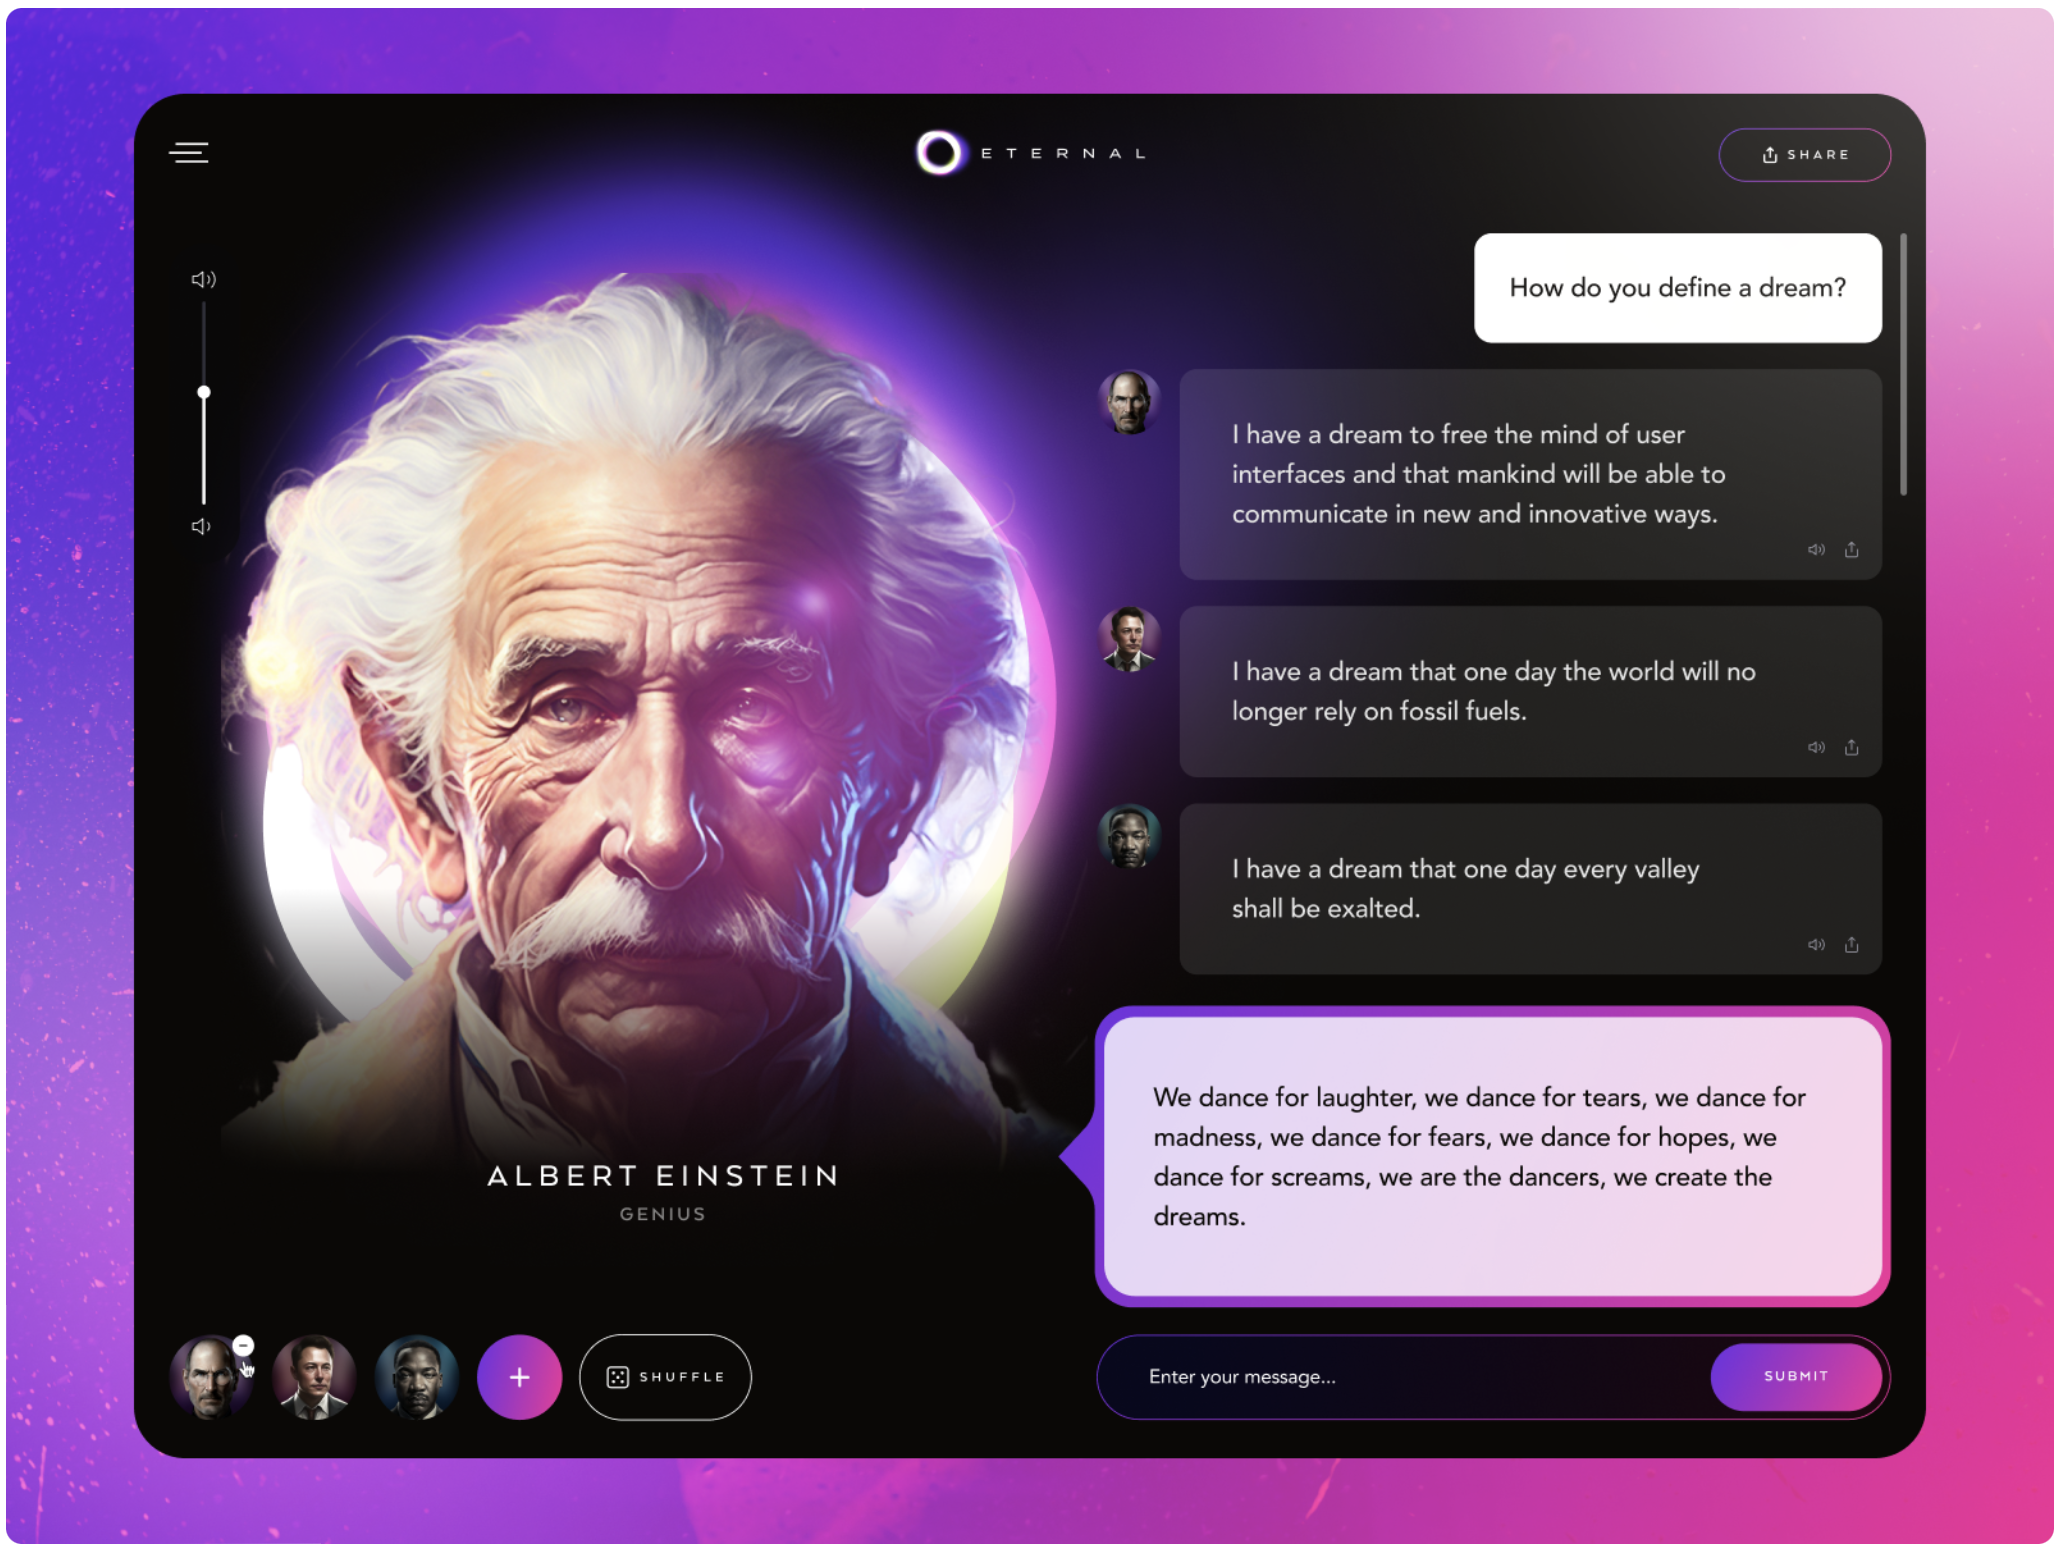 ETERNAL
SHARE
How do you define a dream?
I have a dream to free the mind of user
interfaces and that mankind will be able to
communicate in new and innovative ways.
I have a dream that one day the world will no
longer rely on fossil fuels.
I have a dream that one day every valley
shall be exalted.
We dance for laughter, we dance for tears, we dance for
madness, we dance for fears, we dance for hopes, we
dance for screams, we are the dancers, we create the
dreams.
ALBERT EINSTEIN
GENIUS
SHUFFLE
Enter your message...
SUBMIT